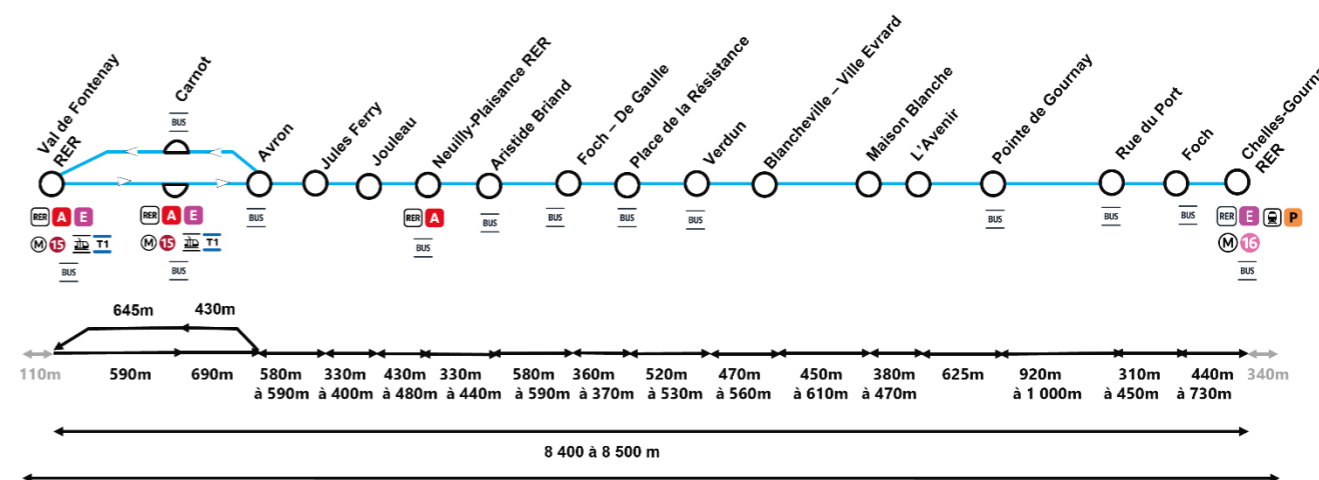 Val de Fontenay
RER
Carnot
Avron
Jules Ferry
Jouleau
Neuilly-Plaisance RER
Aristide Briand
Foch – De Gaulle
Place de la Résistance
Verdun
Blancheville – Ville Evrard
Maison Blanche
L'Avenir
Pointe de Gournay
Rue du Port
Foch
Chelles-Gourna
RER
BUS
RER A E
M 15 T1
BUS
RER A E
M 15 T1
BUS
BUS
RER A
BUS
BUS
BUS
BUS
BUS
BUS
BUS
BUS
RER E P
M 16
BUS
645m 430m
110m 590m 690m 580m 330m 430m 330m 580m 360m 520m 470m 450m 380m 625m 920m 310m 440m 340m
à 590m à 400m à 480m à 440m à 590m à 370m à 530m à 560m à 610m à 470m à 1 000m à 450m à 730m
8 400 à 8 500 m